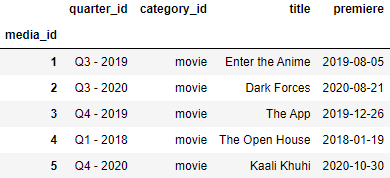 quarter_id category_id title premiere
media_id
1 Q3 - 2019 movie Enter the Anime 2019-08-05
2 Q3 - 2020 movie Dark Forces 2020-08-21
3 Q4 - 2019 movie The App 2019-12-26
4 Q1 - 2018 movie The Open House 2018-01-19
5 Q4 - 2020 movie Kaali Khuhi 2020-10-30